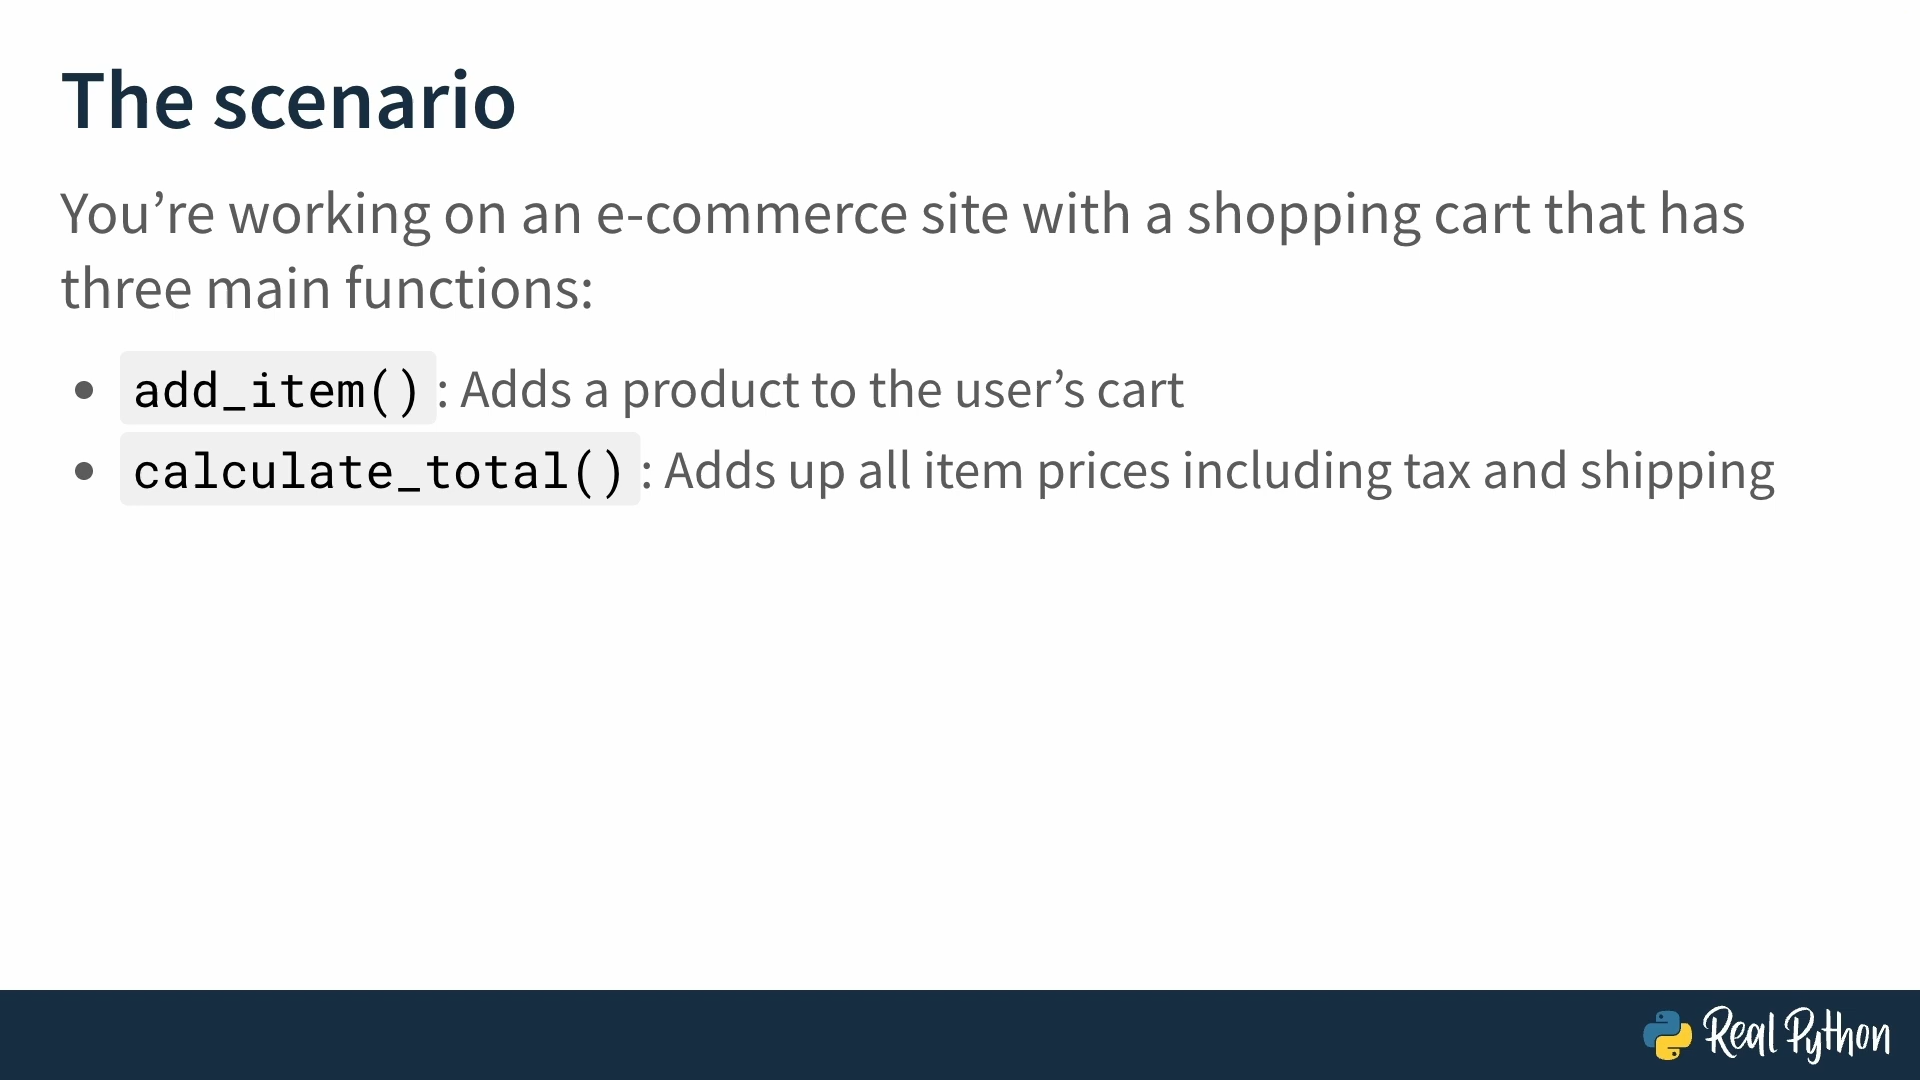 The scenario
You’re working on an e-commerce site with a shopping cart that has
three main functions:
• add_item(): Adds a product to the user’s cart
• calculate_total(): Adds up all item prices including tax and shipping
Real Python